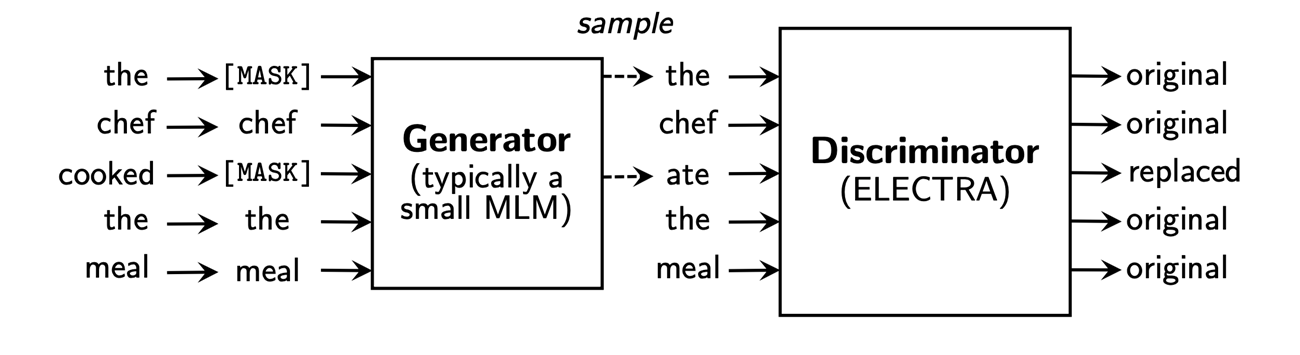 sample
the [MASK] the original
chef chef chef original
cooked [MASK] ate replaced
the the the original
meal meal meal original
Generator
(typically a
small MLM)
Discriminator
(ELECTRA)